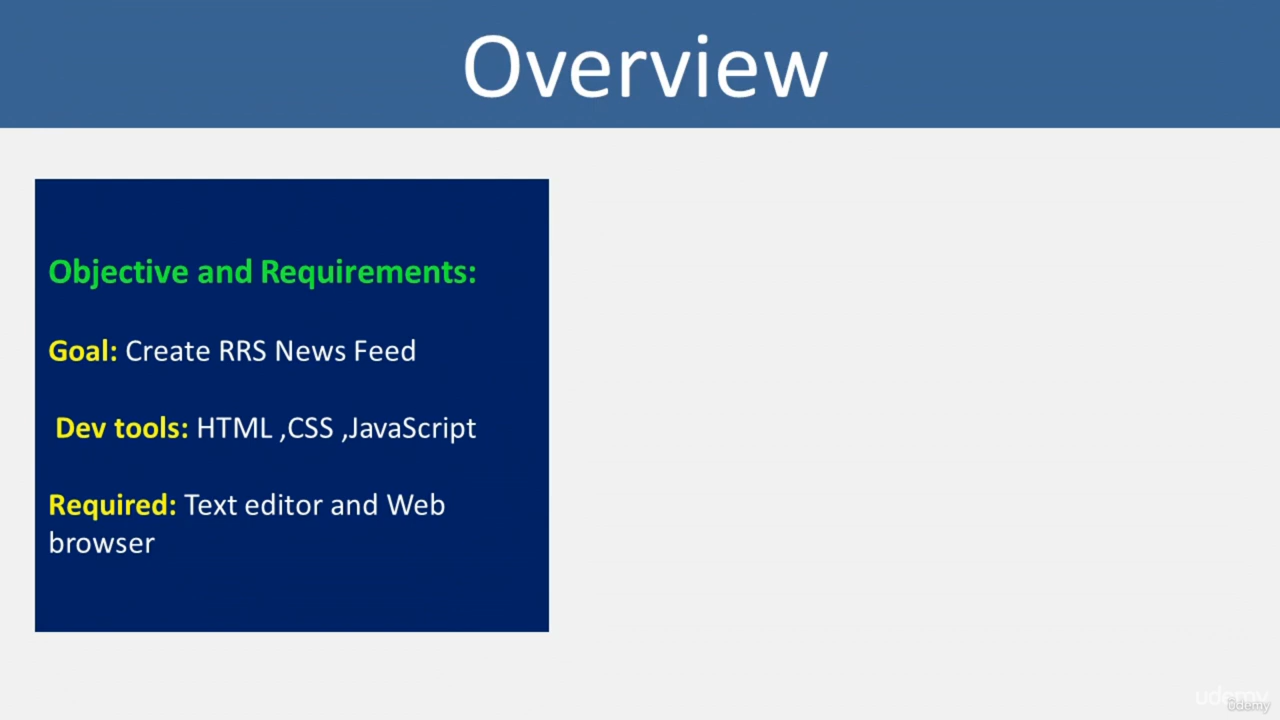 Overview
Objective and Requirements:
Goal: Create RRS News Feed
Dev tools: HTML ,CSS ,JavaScript
Required: Text editor and Web
browser
udemy
udemy